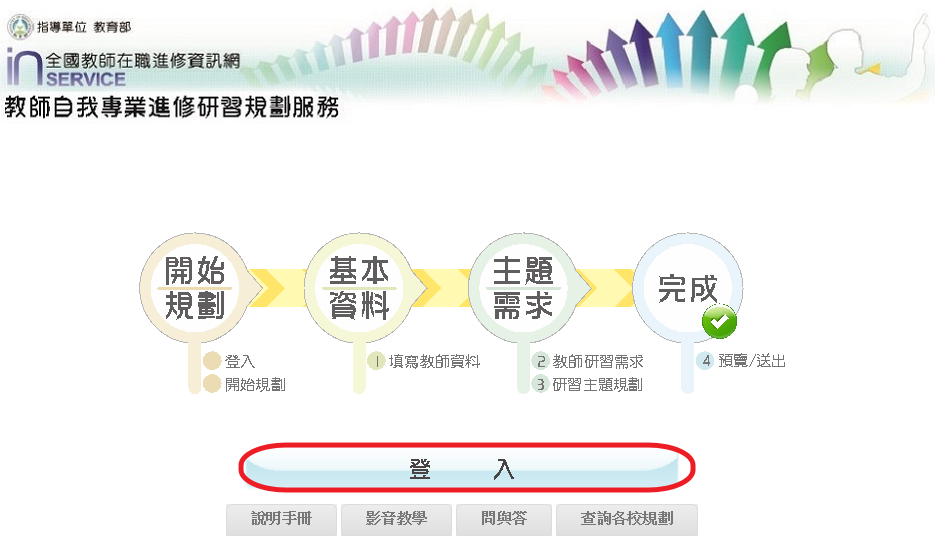 指導單位 教育部
in 全國教師在職進修資訊網
SERVICE
教師自我專業進修研習規劃服務
開始
規劃
基本
資料
主題
需求
完成
登入
開始規劃
1 填寫教師資料
2 教師研習需求
3 研習主題規劃
4 預覽/送出
登 入
說明手冊 影音教學 問與答 查詢各校規劃